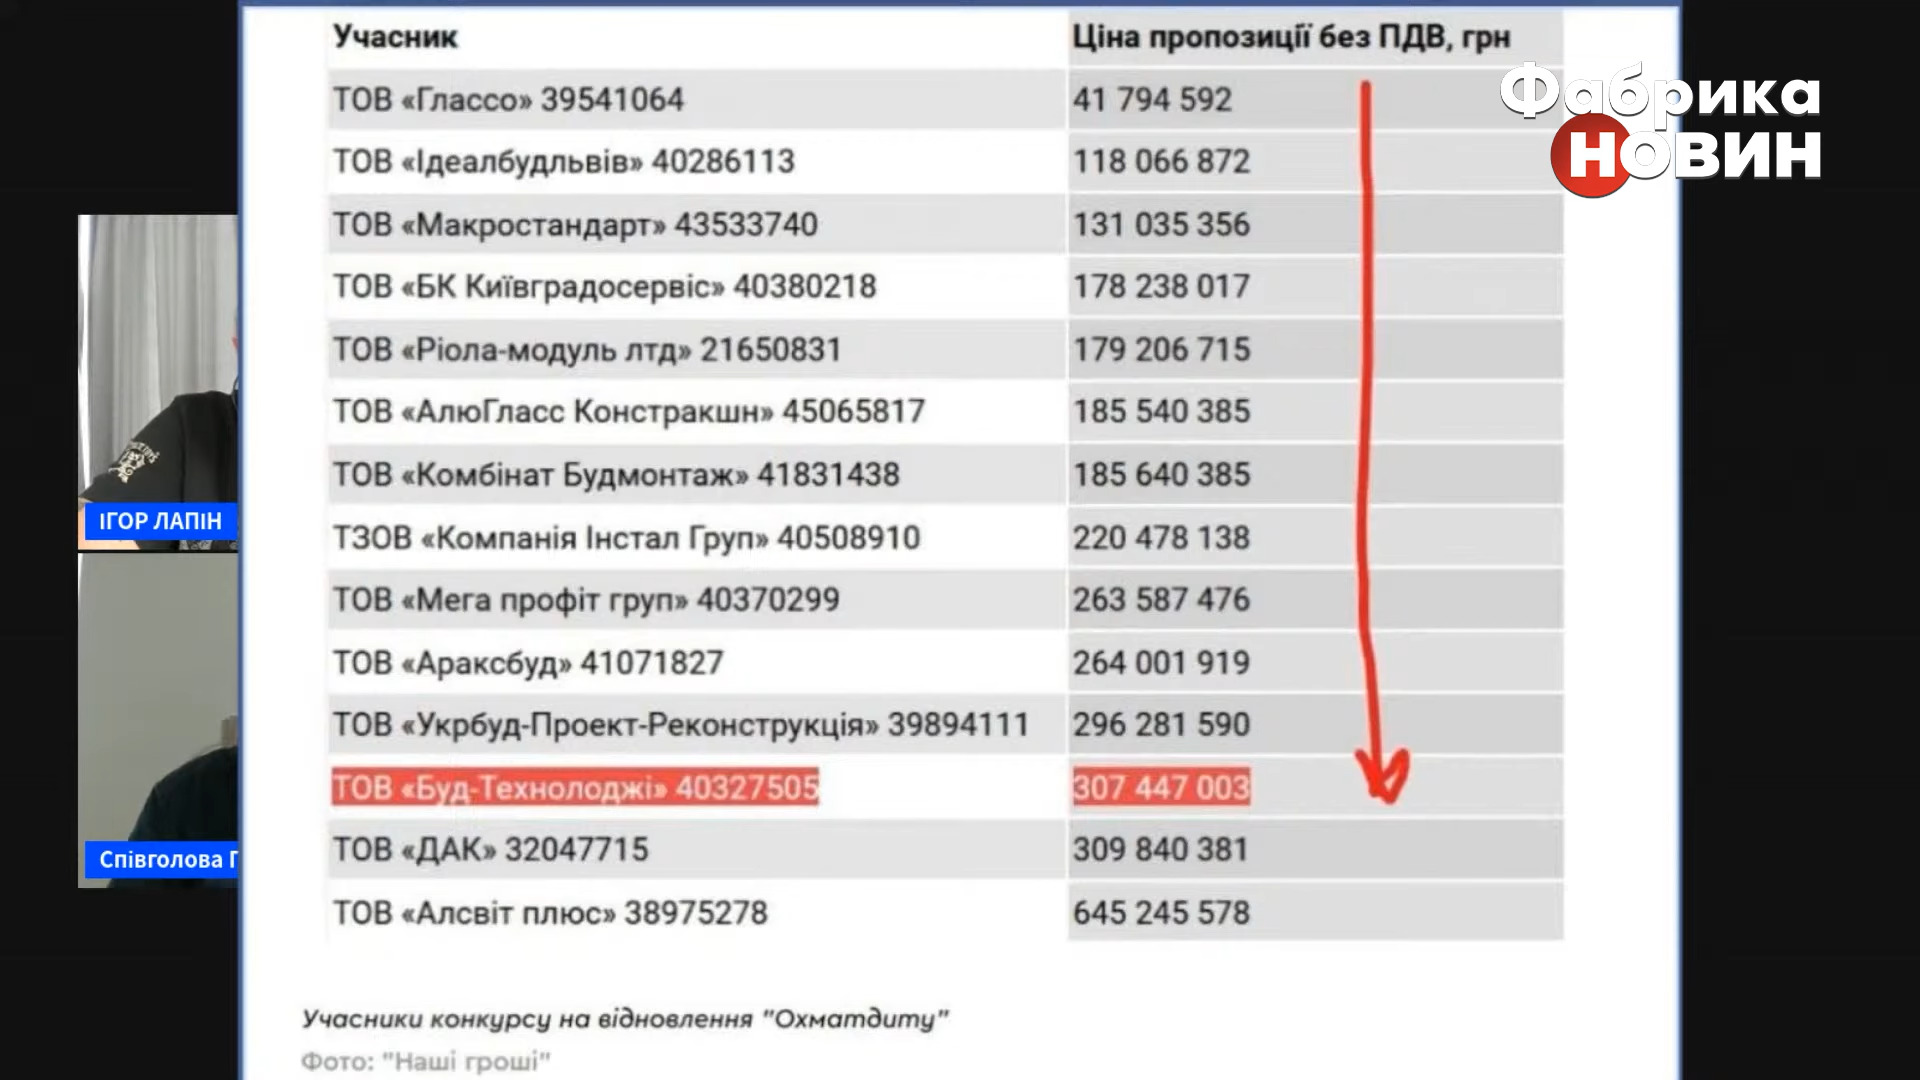 Учасник Ціна пропозиції без ПДВ, грн
ТОВ «Глассо» 39541064 41 794 592
ТОВ «Ідеалбудльвів» 40286113 118 066 872
ТОВ «Макростандарт» 43533740 131 035 356
ТОВ «БК Київградосервіс» 40380218 178 238 017
ТОВ «Ріола-модуль лтд» 21650831 179 206 715
ТОВ «АлюГласс Констракшн» 45065817 185 540 385
ТОВ «Комбінат Будмонтаж» 41831438 185 640 385
ТЗОВ «Компанія Інстал Груп» 40508910 220 478 138
ТОВ «Мега профіт груп» 40370299 263 587 476
ТОВ «Араксбуд» 41071827 264 001 919
ТОВ «Укрбуд-Проект-Реконструкція» 39894111 296 281 590
ТОВ «Буд-Технолоджі» 40327505 307 447 003
ТОВ «ДАК» 32047715 309 840 381
ТОВ «Алсвіт плюс» 38975278 645 245 578
Учасники конкурсу на відновлення "Охматдиту"
Фото: "Наші гроші"
Фабрика
новин
ІГОР ЛАПІН
Співголова